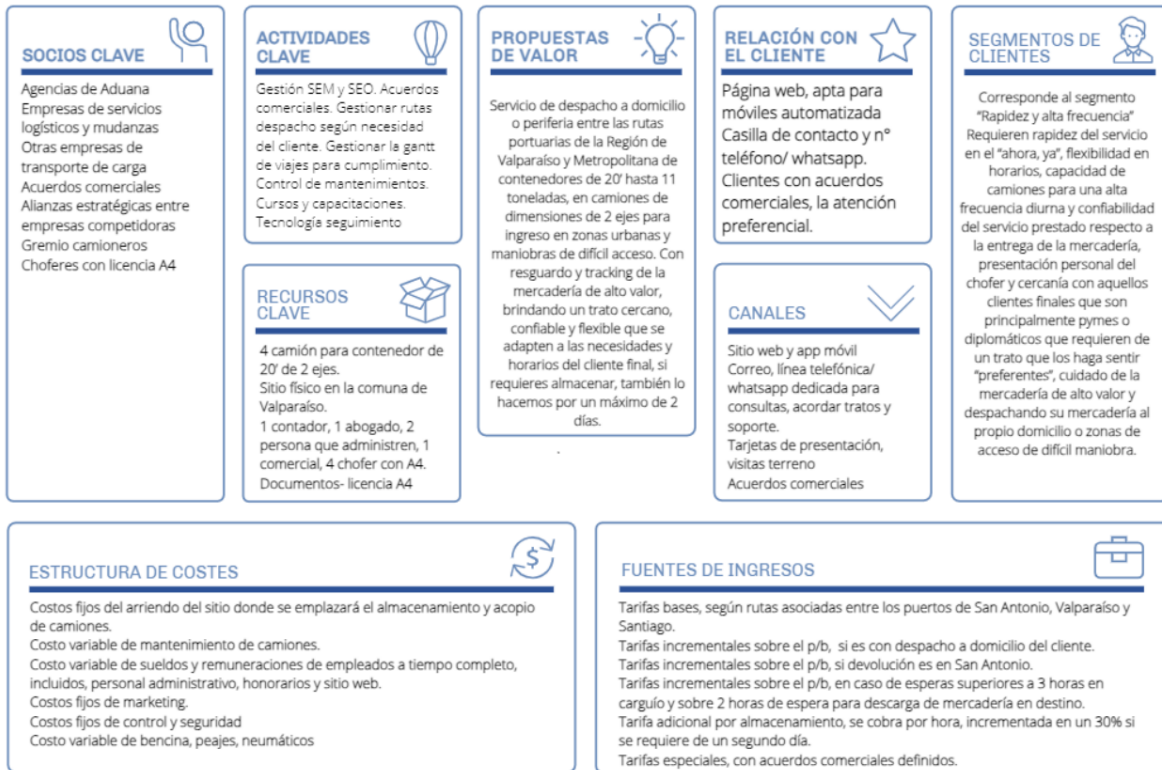 SOCIOS CLAVE
Agencias de Aduana
Empresas de servicios
logísticos y mudanzas
Otras empresas de
transporte de carga
Acuerdos comerciales
Alianzas estratégicas entre
empresas competidoras
Gremio camioneros
Choferes con licencia A4
ACTIVIDADES
CLAVE
Gestión SEM y SEO. Acuerdos
comerciales. Gestionar rutas
despacho según necesidad
del cliente. Gestionar la gantt
de viajes para cumplimiento.
Control de mantenimientos.
Cursos y capacitaciones.
Tecnología seguimiento
RECURSOS
CLAVE
4 camión para contenedor de
20' de 2 ejes.
Sitio físico en la comuna de
Valparaíso.
1 contador, 1 abogado, 2
persona que administren, 1
comercial, 4 chofer con A4.
Documentos- licencia A4
PROPUESTAS
DE VALOR
Servicio de despacho a domicilio
o periferia entre las rutas
portuarias de la Región de
Valparaíso y Metropolitana de
contenedores de 20' hasta 11
toneladas, en camiones de
dimensiones de 2 ejes para
ingreso en zonas urbanas y
maniobras de difícil acceso. Con
resguardo y tracking de la
mercadería de alto valor,
brindando un trato cercano,
confiable y flexible que se
adapten a las necesidades y
horarios del cliente final, si
requieres almacenar, también lo
hacemos por un máximo de 2
días.
.
RELACIÓN CON
EL CLIENTE
Página web, apta para
móviles automatizada
Casilla de contacto y n°
teléfono/ whatsapp.
Clientes con acuerdos
comerciales, la atención
preferencial.
CANALES
Sitio web y app móvil
Correo, línea telefónica/
whatsapp dedicada para
consultas, acordar tratos y
soporte.
Tarjetas de presentación,
visitas terreno
Acuerdos comerciales
SEGMENTOS DE
CLIENTES
Corresponde al segmento
"Rapidez y alta frecuencia"
Requieren rapidez del servicio
en el "ahora, ya", flexibilidad en
horarios, capacidad de
camiones para una alta
frecuencia diurna y confiabilidad
del servicio prestado respecto a
la entrega de la mercadería,
presentación personal del
chofer y cercanía con aquellos
clientes finales que son
principalmente pymes o
diplomáticos que requieren de
un trato que los haga sentir
"preferentes", cuidado de la
mercadería de alto valor y
despachando su mercadería al
propio domicilio o zonas de
acceso de difícil maniobra.
ESTRUCTURA DE COSTES
Costos fijos del arriendo del sitio donde se emplazará el almacenamiento y acopio
de camiones.
Costo variable de mantenimiento de camiones.
Costo variable de sueldos y remuneraciones de empleados a tiempo completo,
incluidos, personal administrativo, honorarios y sitio web.
Costos fijos de marketing.
Costos fijos de control y seguridad
Costo variable de bencina, peajes, neumáticos
FUENTES DE INGRESOS
Tarifas bases, según rutas asociadas entre los puertos de San Antonio, Valparaíso y
Santiago.
Tarifas incrementales sobre el p/b, si es con despacho a domicilio del cliente.
Tarifas incrementales sobre el p/b, si devolución es en San Antonio.
Tarifas incrementales sobre el p/b, en caso de esperas superiores a 3 horas en
carguío y sobre 2 horas de espera para descarga de mercadería en destino.
Tarifa adicional por almacenamiento, se cobra por hora, incrementada en un 30% si
se requiere de un segundo día.
Tarifas especiales, con acuerdos comerciales definidos.